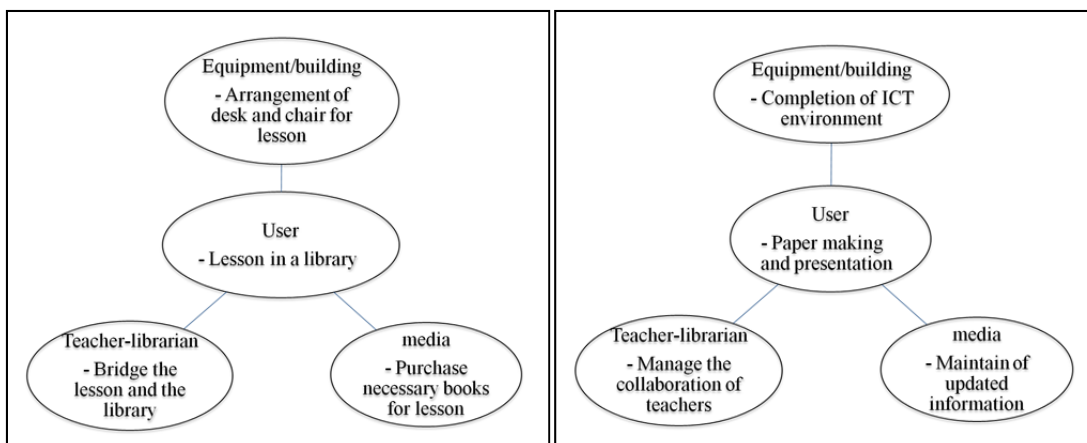 Equipment/building
- Arrangement of
desk and chair for
lesson
User
- Lesson in a library
Teacher-librarian
- Bridge the
lesson and the
library
media
- Purchase
necessary books
for lesson
Equipment/building
- Completion of ICT
environment
User
- Paper making
and presentation
Teacher-librarian
- Manage the
collaboration of
teachers
media
- Maintain of
updated
information